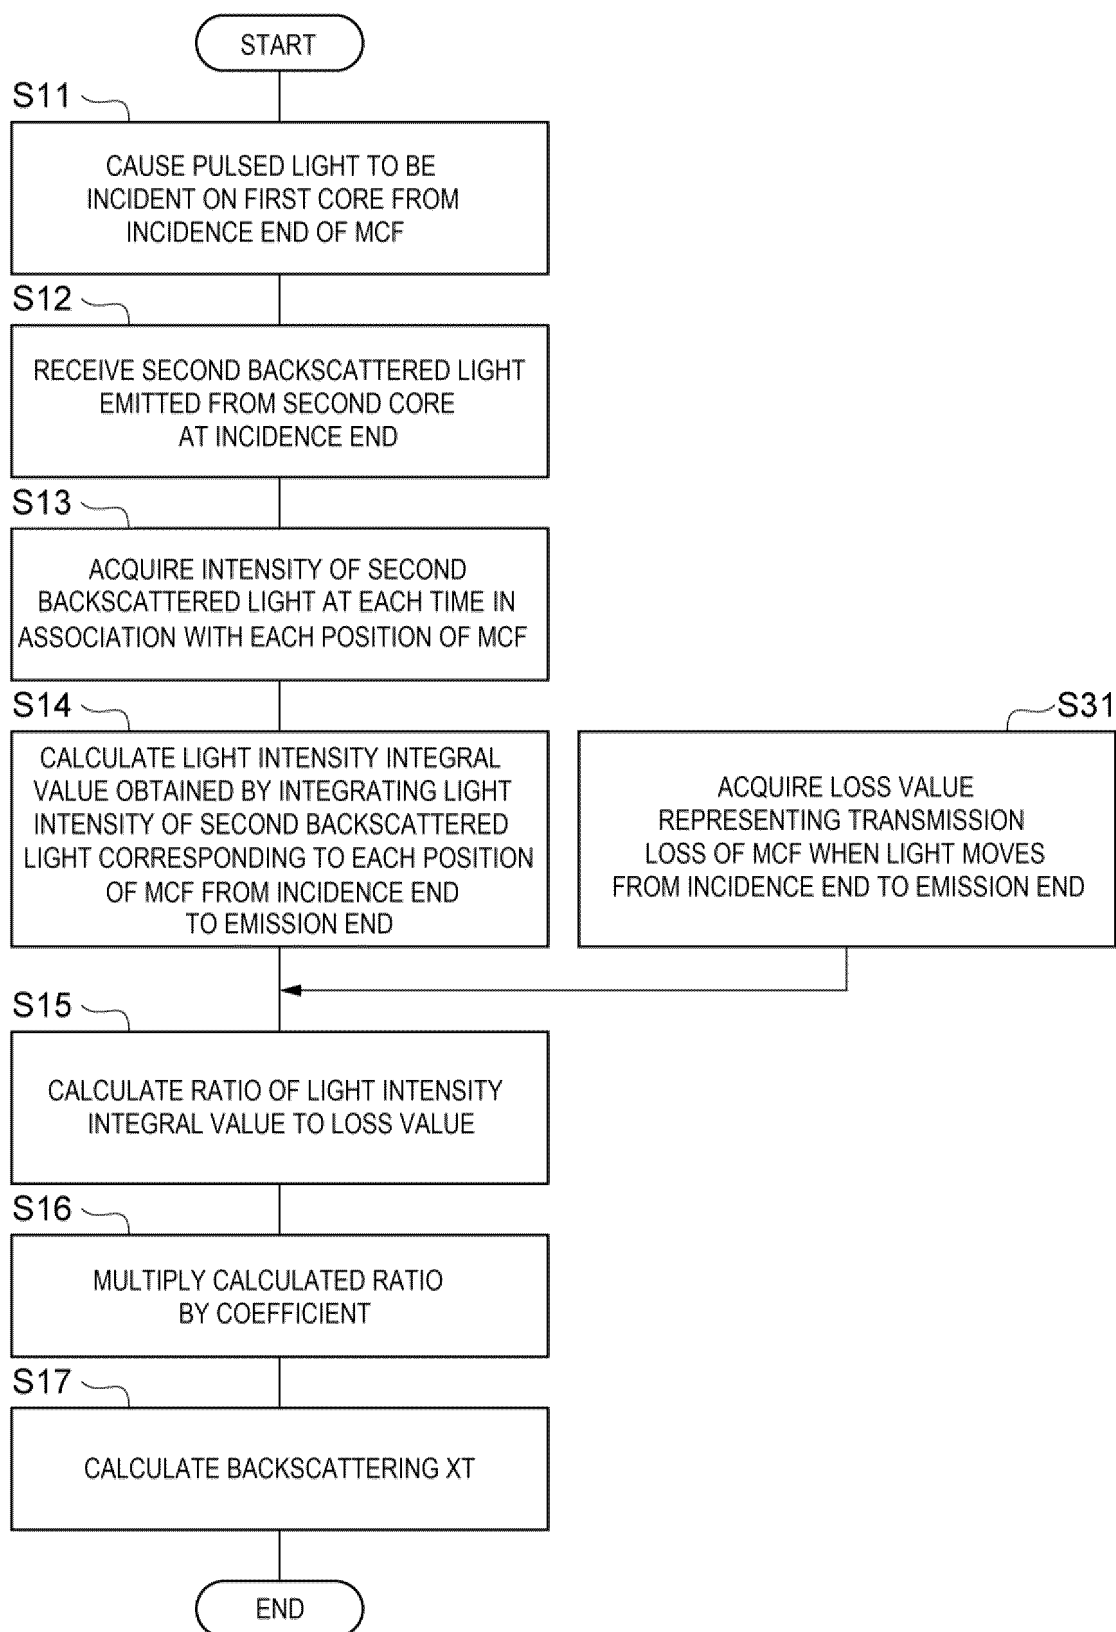 START
S11
CAUSE PULSED LIGHT TO BE
INCIDENT ON FIRST CORE FROM
INCIDENCE END OF MCF
S12
RECEIVE SECOND BACKSCATTERED LIGHT
EMITTED FROM SECOND CORE
AT INCIDENCE END
S13
ACQUIRE INTENSITY OF SECOND
BACKSCATTERED LIGHT AT EACH TIME IN
ASSOCIATION WITH EACH POSITION OF MCF
S14
CALCULATE LIGHT INTENSITY INTEGRAL
VALUE OBTAINED BY INTEGRATING LIGHT
INTENSITY OF SECOND BACKSCATTERED
LIGHT CORRESPONDING TO EACH POSITION
OF MCF FROM INCIDENCE END
TO EMISSION END
S31
ACQUIRE LOSS VALUE
REPRESENTING TRANSMISSION
LOSS OF MCF WHEN LIGHT MOVES
FROM INCIDENCE END TO EMISSION END
S15
CALCULATE RATIO OF LIGHT INTENSITY
INTEGRAL VALUE TO LOSS VALUE
S16
MULTIPLY CALCULATED RATIO
BY COEFFICIENT
S17
CALCULATE BACKSCATTERING XT
END